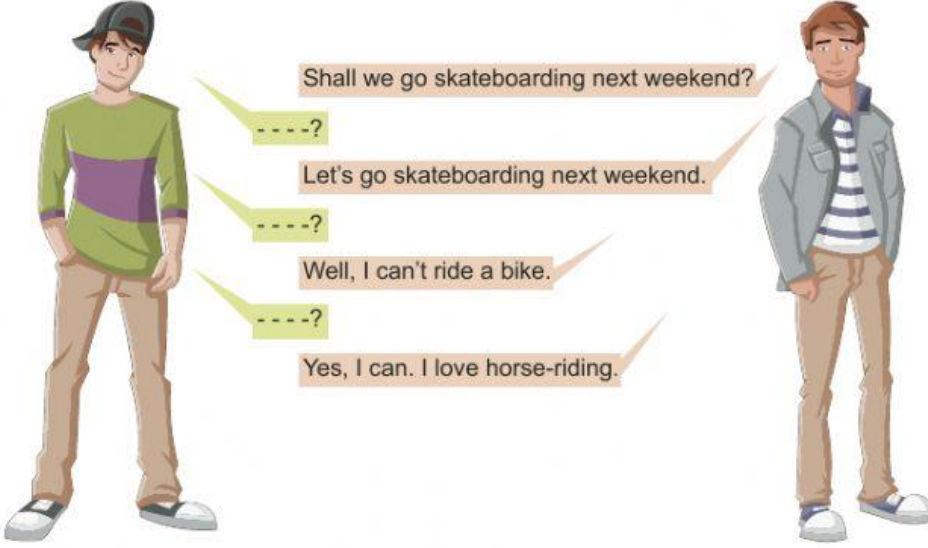 Shall we go skateboarding next weekend?
- - - -?
Let's go skateboarding next weekend.
- - - -?
Well, I can't ride a bike.
- - - -?
Yes, I can. I love horse-riding.